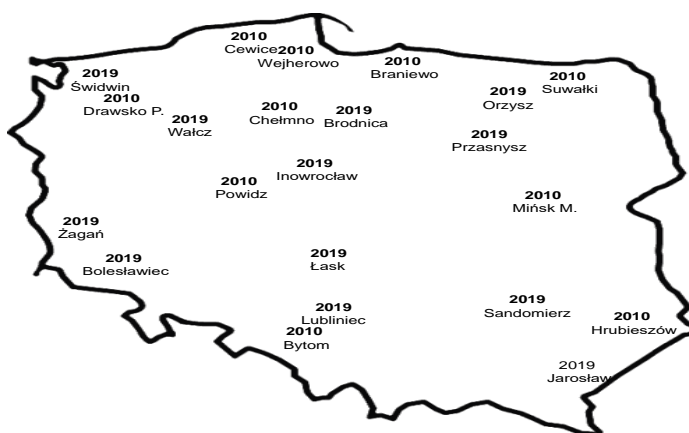 2010
Cewice
2010
Wejherowo
2010
Braniewo
2019
Świdwin
2010
Suwałki
2010
Drawsko P.
2019
Orzysz
2019
Wałcz
2010
Chełmno
2019
Brodnica
2019
Przasnysz
2019
Inowrocław
2010
Powidz
2010
Mińsk M.
2019
Żagań
2019
Bolesławiec
2019
Łask
2019
Lubliniec
2019
Sandomierz
2010
Hrubieszów
2010
Bytom
2019
Jarosław